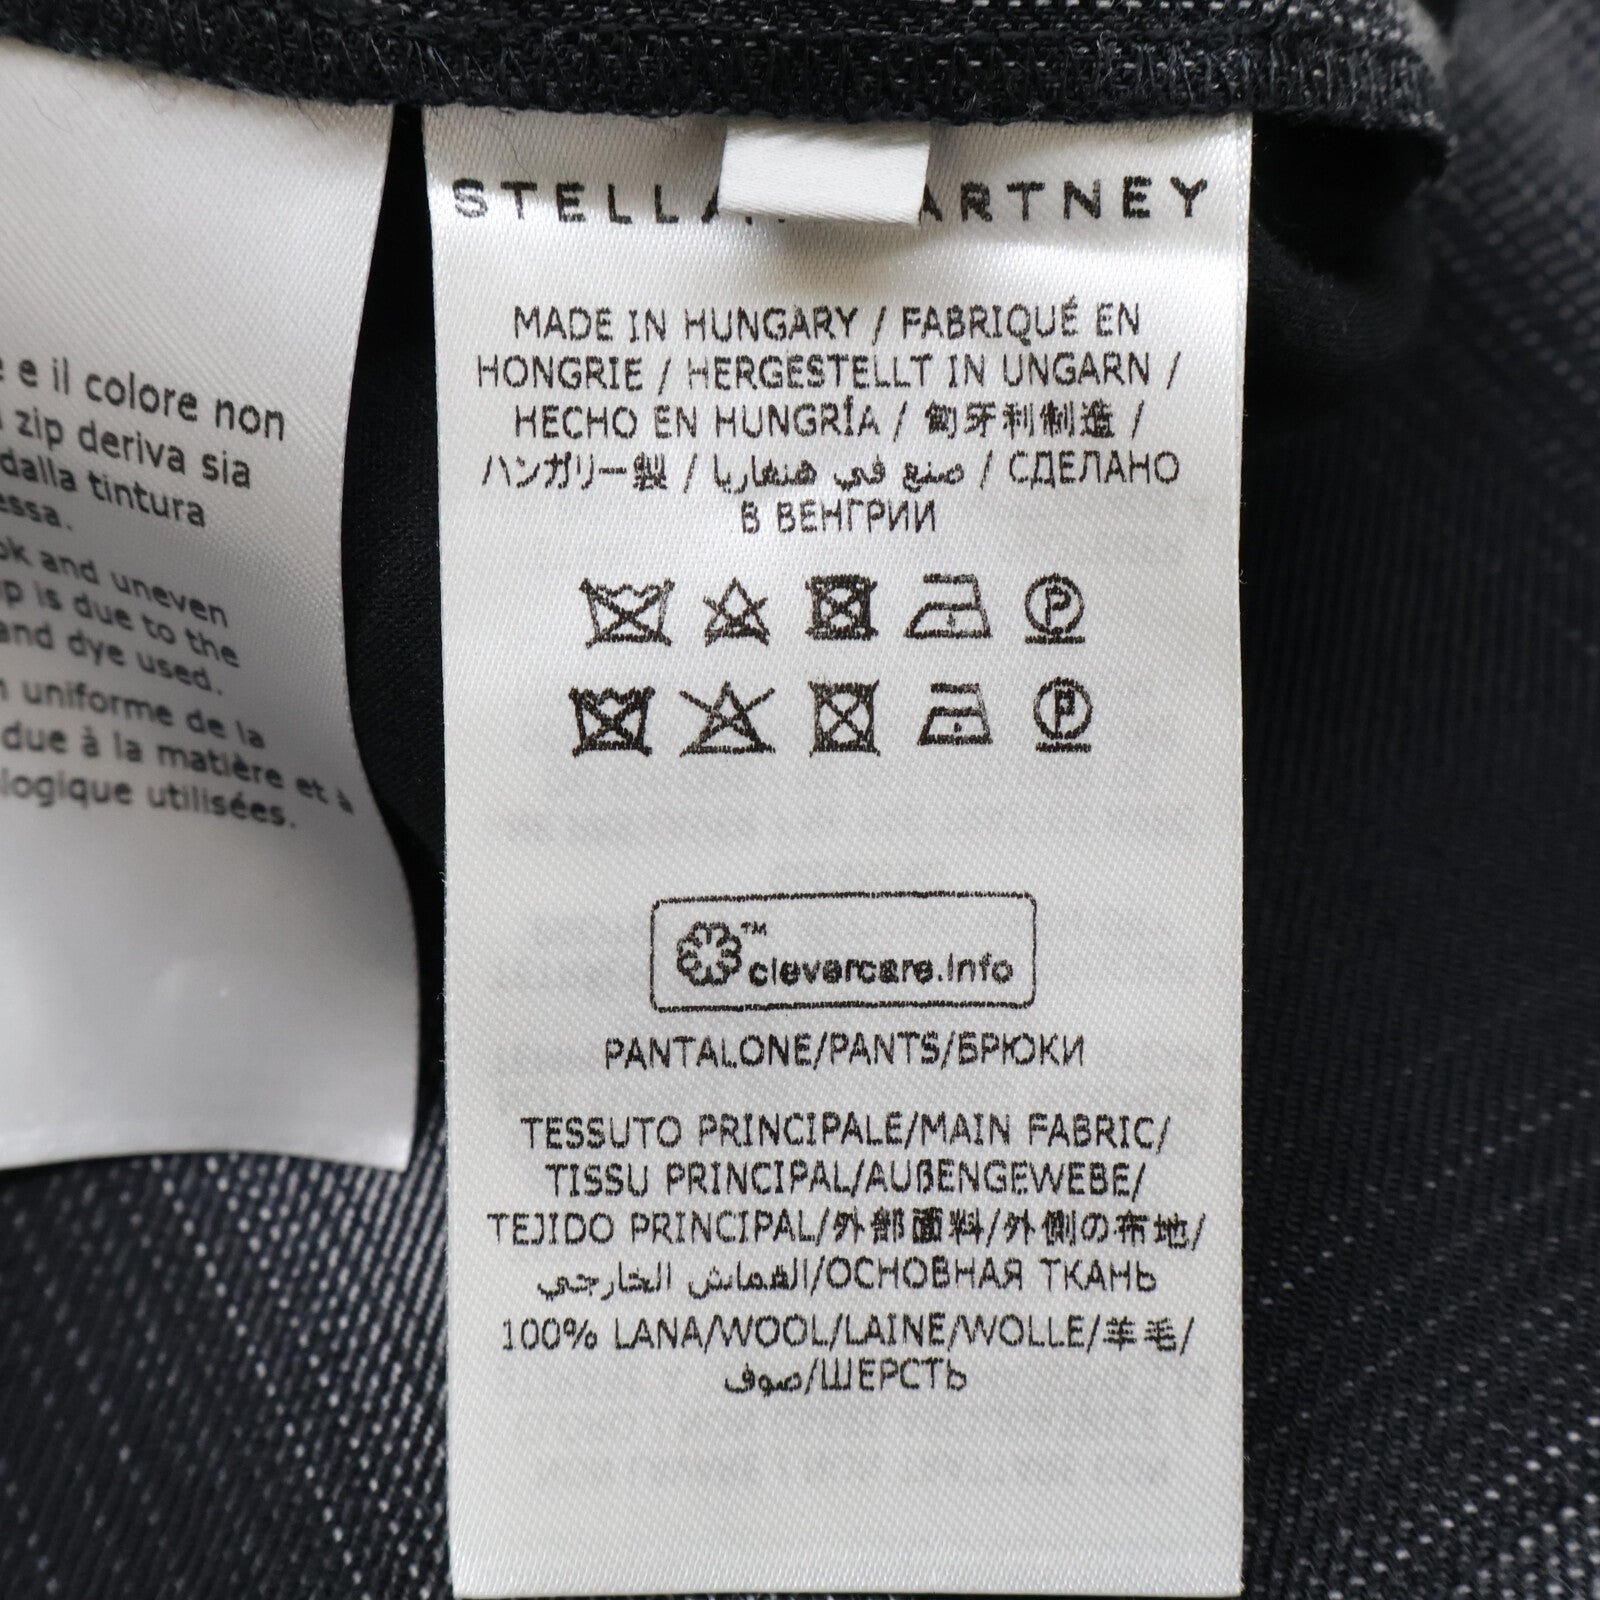 e il colore non
zip deriva sia
dalla tintura
and uneven
is due to the
and dye used.
uniforme de la
due à la matière et à
utilisées.
MADE IN HUNGARY / FABRIQUÉ EN
HONGRIE / HERGESTELLT IN UNGARN /
HECHO EN HUNGRÍA / 匈牙利制造 /
ハンガリー製 / صنع في هنغاريا / СДЕЛАНО
В ВЕНГРИИ
P
P
™
clevercare.info
PANTALONE/PANTS/БРЮКИ
TESSUTO PRINCIPALE/MAIN FABRIC/
TISSU PRINCIPAL/AUßENGEWEBE/
TEJIDO PRINCIPAL/外部面料/外側の布地/
القماش الخارجي/ОСНОВНАЯ ТКАНЬ
100% LANA/WOOL/LAINE/WOLLE/羊毛/
صوف/ШЕРСТЬ